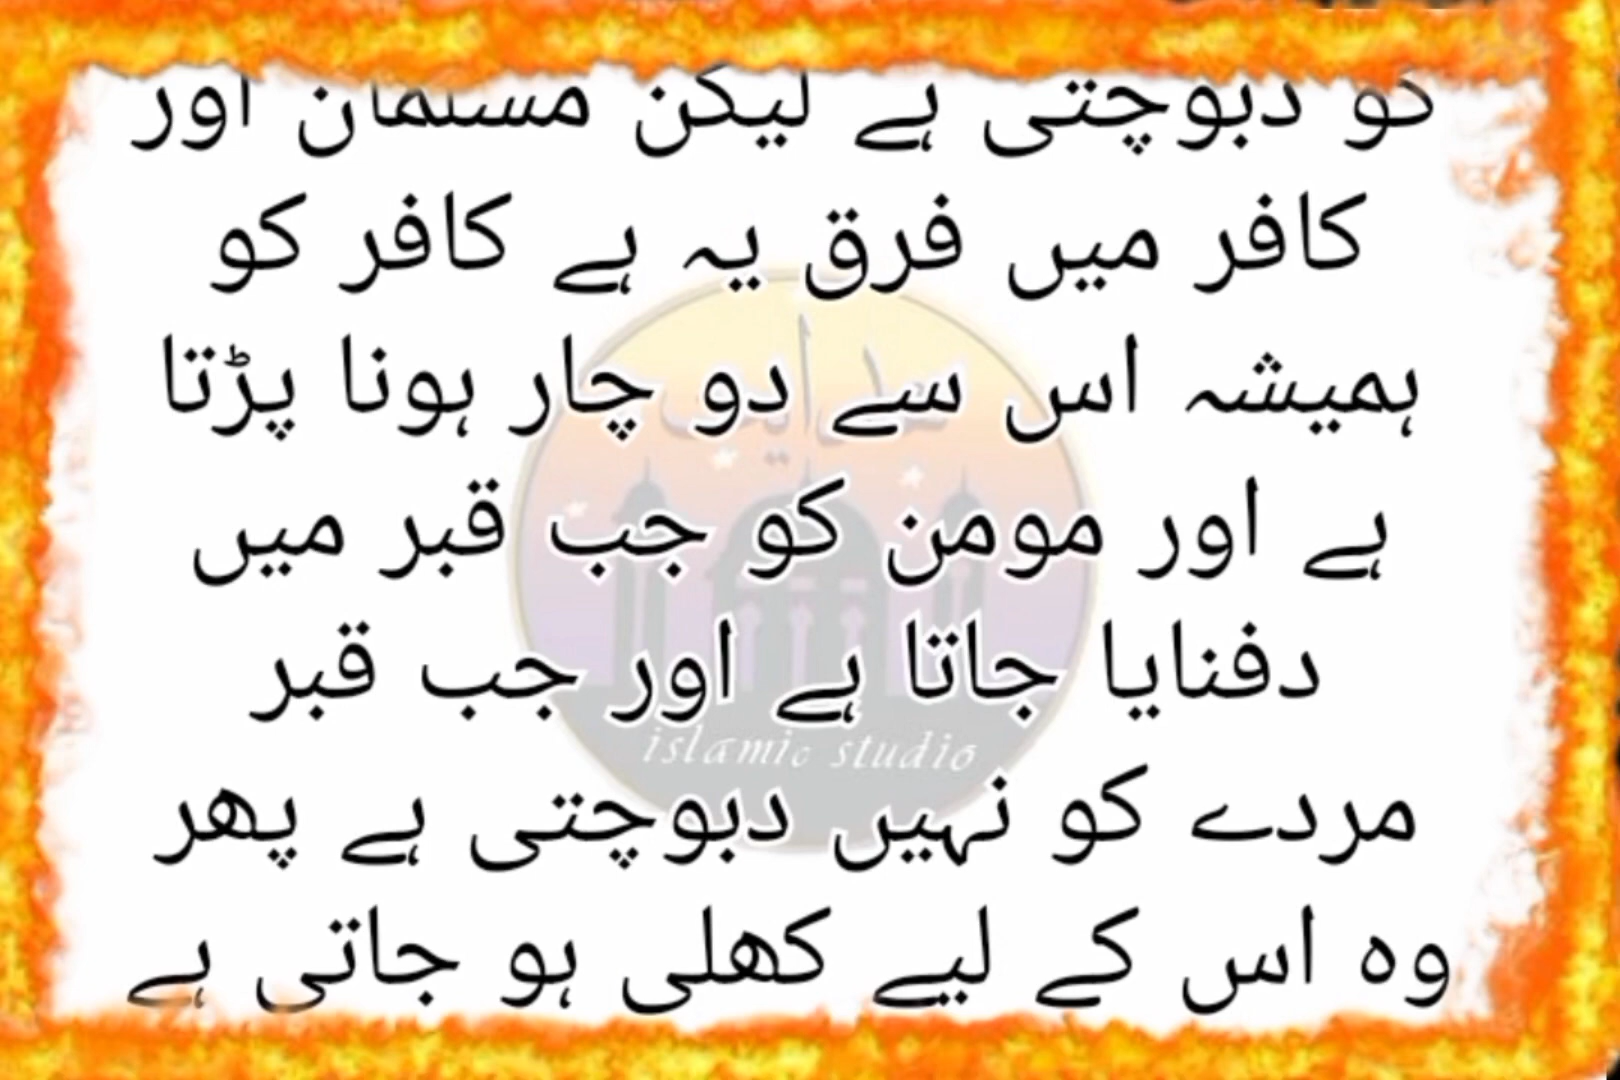 کو دبوچتی ہے لیکن مسلمان اور
کافر میں فرق یہ ہے کافر کو
ہمیشہ اس سے دو چار ہونا پڑتا
ہے اور مومن کو جب قبر میں
دفنایا جاتا ہے اور جب قبر
islamic studio
مردے کو نہیں دبوچتی ہے پھر
وہ اس کے لیے کھلی ہو جاتی ہے